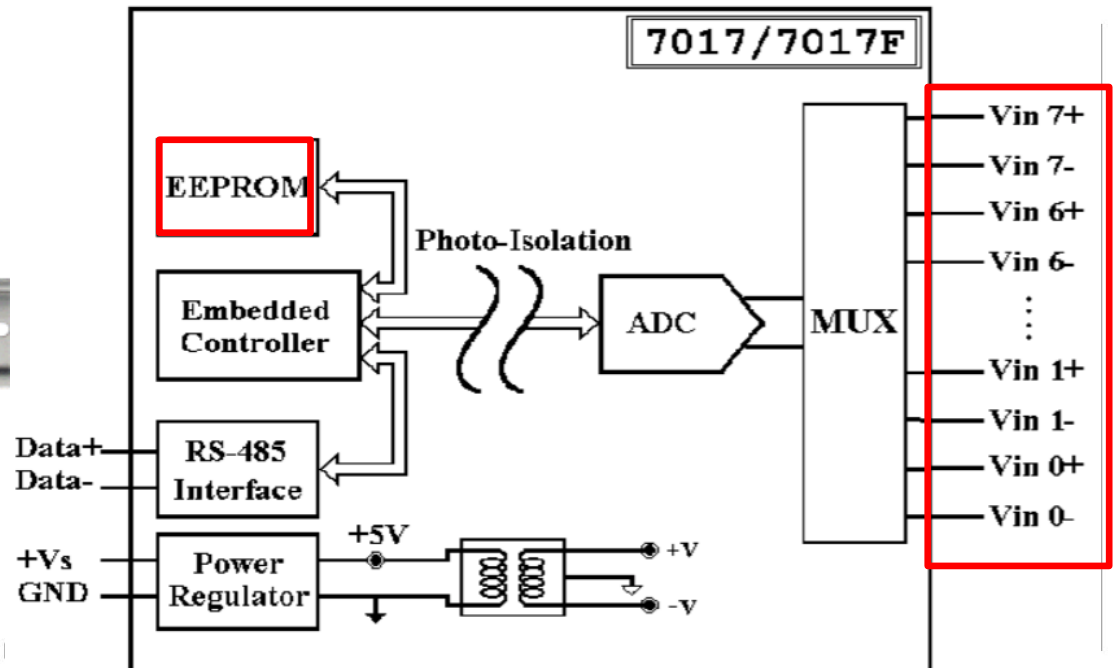 7017/7017F
Vin 7+
Vin 7-
Vin 6+
Vin 6-
Vin 1+
Vin 1-
Vin 0+
Vin 0-
EEPROM
Photo-Isolation
Embedded
Controller
ADC
MUX
Data+
Data-
RS-485
Interface
+5V
+Vs
GND
Power
Regulator
+V
-V